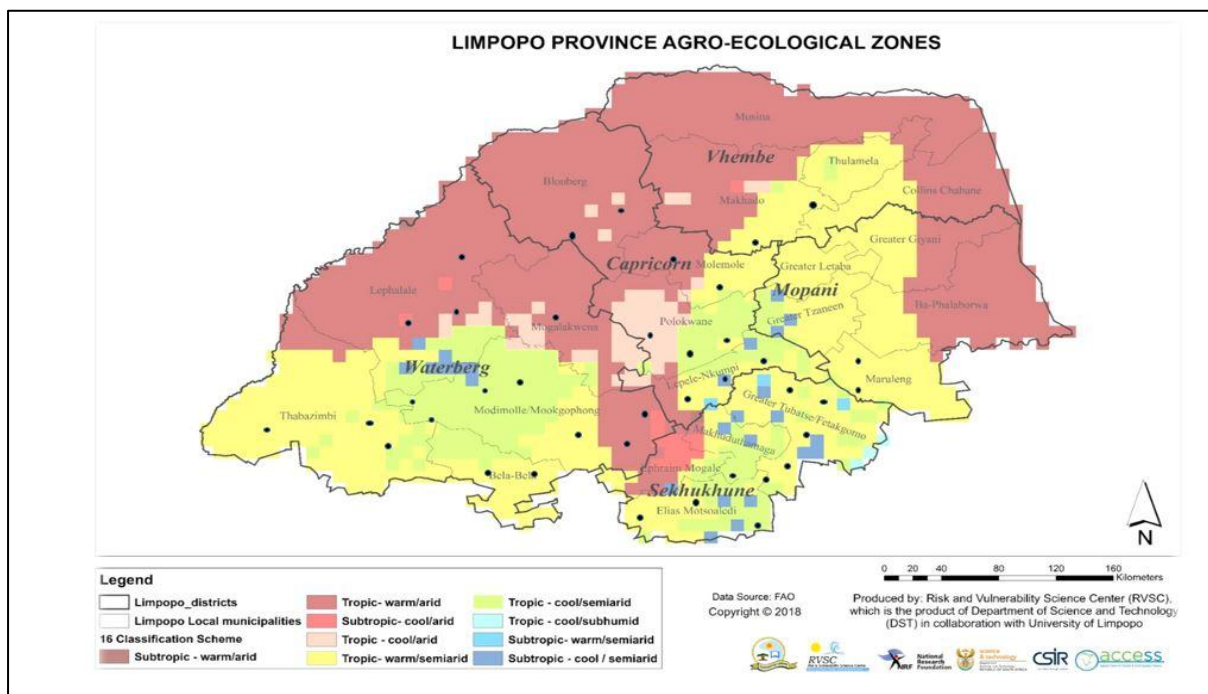 LIMPOPO PROVINCE AGRO-ECOLOGICAL ZONES
Musina
Vhembe
Thulamela
Blouberg
Makhado
Collins Chabane
Greater Giyani
Capricorn
Molemole
Greater Letaba
Lephalale
Mopani
Ba-Phalaborwa
Greater Tzaneen
Mogalakwena
Polokwane
Waterberg
Lepele-Nkumpi
Maruleng
Thabazimbi
Modimolle/Mookgophong
Greater Tubatse/Fetakgomo
Makhuduthamaga
Bela-Bela
Ephraim Mogale
Sekhukhune
Elias Motsoaledi
N
Legend
Limpopo_districts
Limpopo Local municipalities
16 Classification Scheme
Subtropic - warm/arid
Tropic- warm/arid
Subtropic- cool/arid
Tropic - cool/arid
Tropic- warm/semiarid
Tropic - cool/semiarid
Tropic - cool/subhumid
Subtropic- warm/semiarid
Subtropic - cool / semiarid
0 20 40 80 120 160
Kilometers
Data Source: FAO
Copyright © 2018
Produced by: Risk and Vulnerability Science Center (RVSC),
which is the product of Department of Science and Technology
(DST) in collaboration with University of Limpopo
RVSC
NRF
National
Research
Foundation
science
& technology
CSIR
access